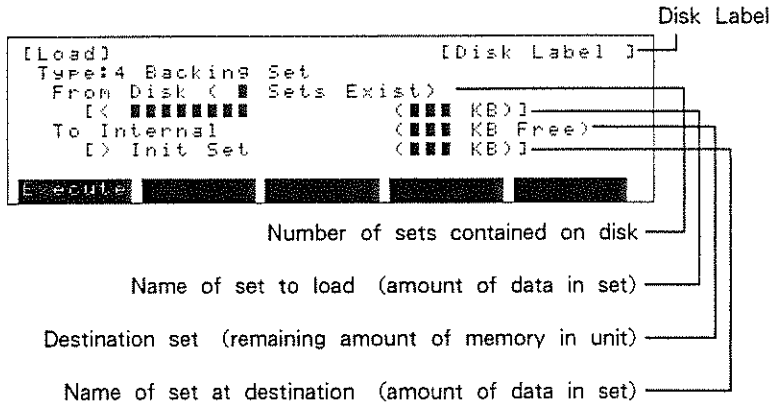 Disk Label
[Load] [Disk Label ]
Type:4 Backing Set
From Disk ( █ Sets Exist)
[< ████████ (███ KB)]
To Internal (███ KB Free)
[> Init Set (███ KB)]
Execute
Number of sets contained on disk
Name of set to load (amount of data in set)
Destination set (remaining amount of memory in unit)
Name of set at destination (amount of data in set)